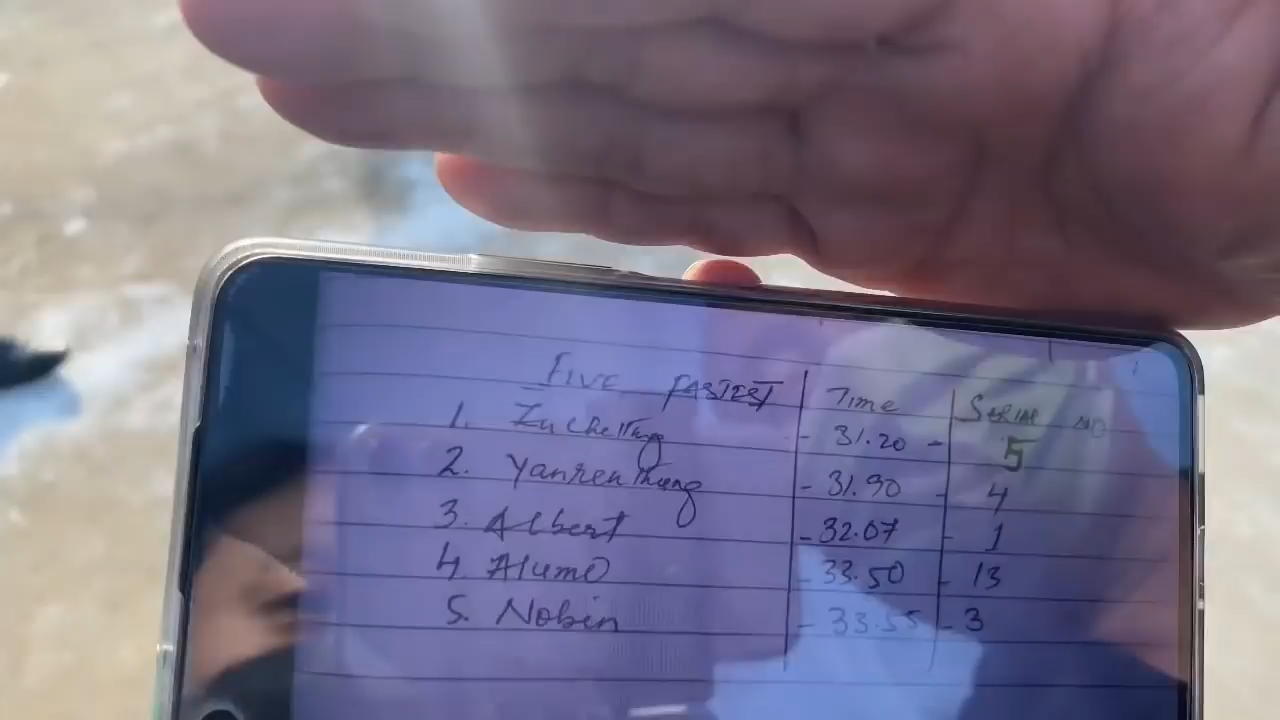 FIVE FASTEST Time SERIAL NO
1. Zuchethung - 31.20 - 5
2. Yanrenthung - 31.90 - 4
3. Albert - 32.07 - 1
4. Alumo - 33.50 - 13
5. Nobin - 33.55 - 3